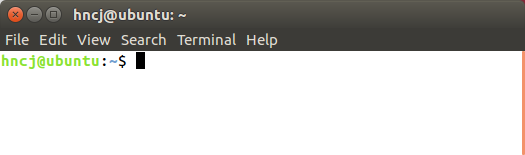 hncj@ubuntu: ~
File Edit View Search Terminal Help
hncj@ubuntu:~$